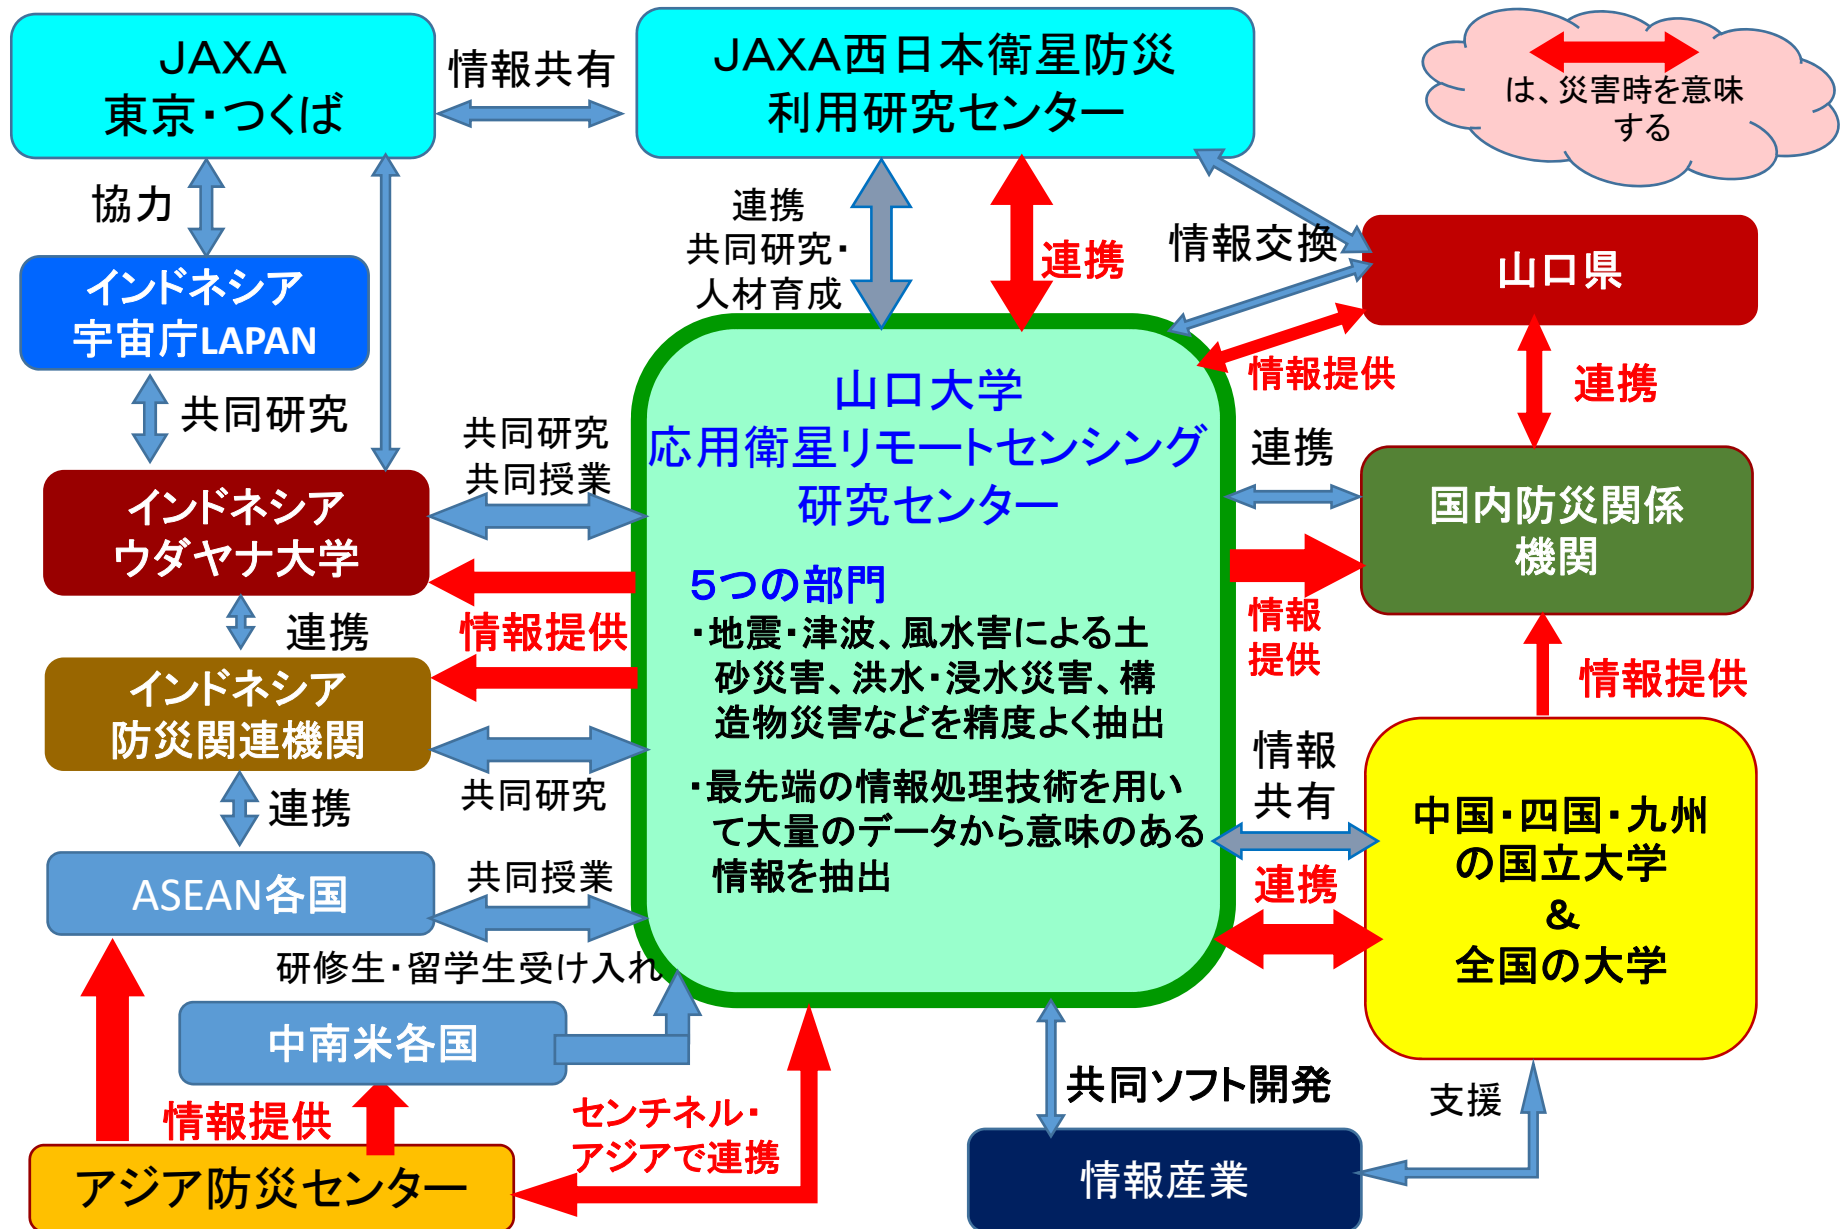 JAXA
東京・つくば
情報共有
JAXA西日本衛星防災
利用研究センター
は、災害時を意味
する
協力
連携
共同研究・
人材育成
連携
情報交換
山口県
インドネシア
宇宙庁LAPAN
情報提供
連携
共同研究
共同研究
共同授業
山口大学
応用衛星リモートセンシング
研究センター
連携
国内防災関係
機関
インドネシア
ウダヤナ大学
5つの部門
・地震・津波、風水害による土
砂災害、洪水・浸水災害、構
造物災害などを精度よく抽出
・最先端の情報処理技術を用い
て大量のデータから意味のある
情報を抽出
連携
情報提供
情報
提供
情報提供
インドネシア
防災関連機関
共同研究
情報
共有
連携
連携
中国・四国・九州
の国立大学
&
全国の大学
ASEAN各国
共同授業
研修生・留学生受け入れ
中南米各国
情報提供
センチネル・
アジアで連携
共同ソフト開発
支援
アジア防災センター
情報産業